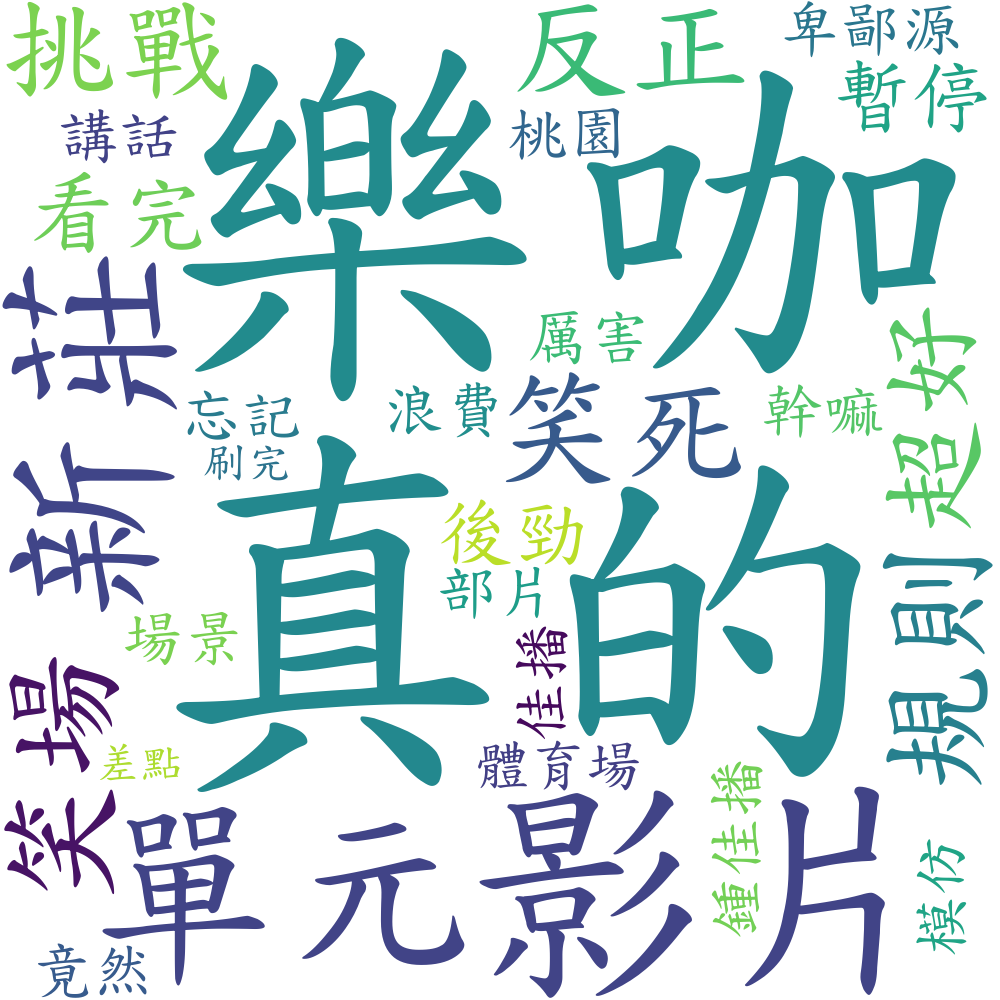 挑戰
反正
卑鄙源
樂咖
暫停
講話
桃園
看完
新莊
厲害
超好
笑死
忘記
浪費
幹嘛
刷完
真的
後勁
部片
規則
場景
佳播
笑場
差點
體育場
鍾佳播
單元
影片
模仿
竟然